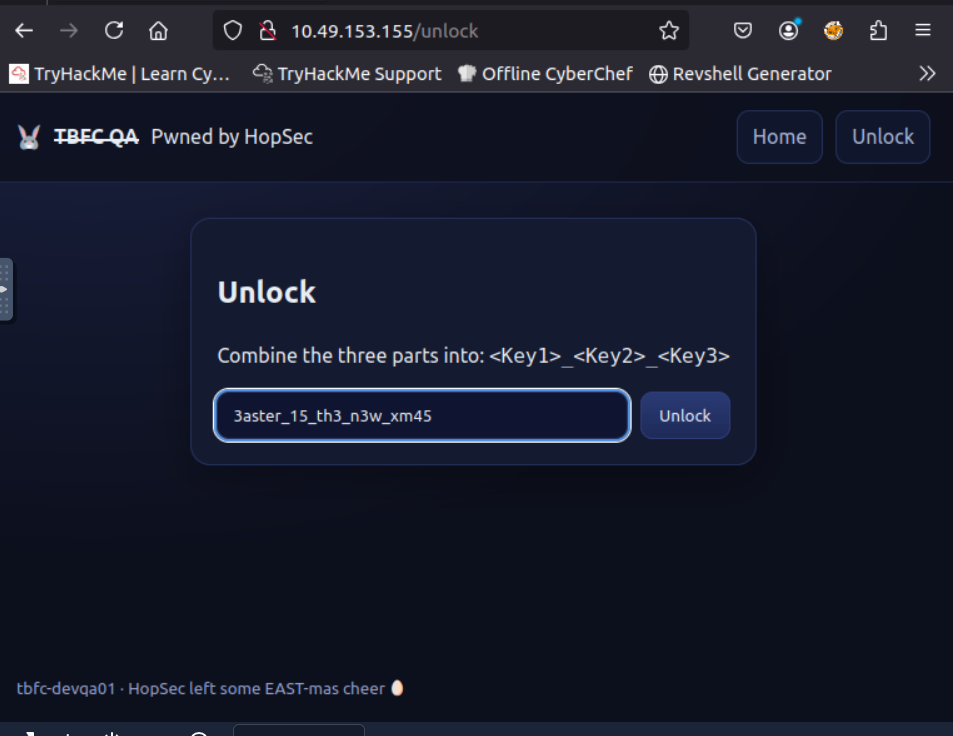 10.49.153.155/unlock
TryHackMe | Learn Cy... TryHackMe Support Offline CyberChef Revshell Generator
TBFC QA Pwned by HopSec Home Unlock
Unlock
Combine the three parts into: <Key1>_<Key2>_<Key3>
3aster_15_th3_n3w_xm45 Unlock
tbfc-devqa01 · HopSec left some EAST-mas cheer